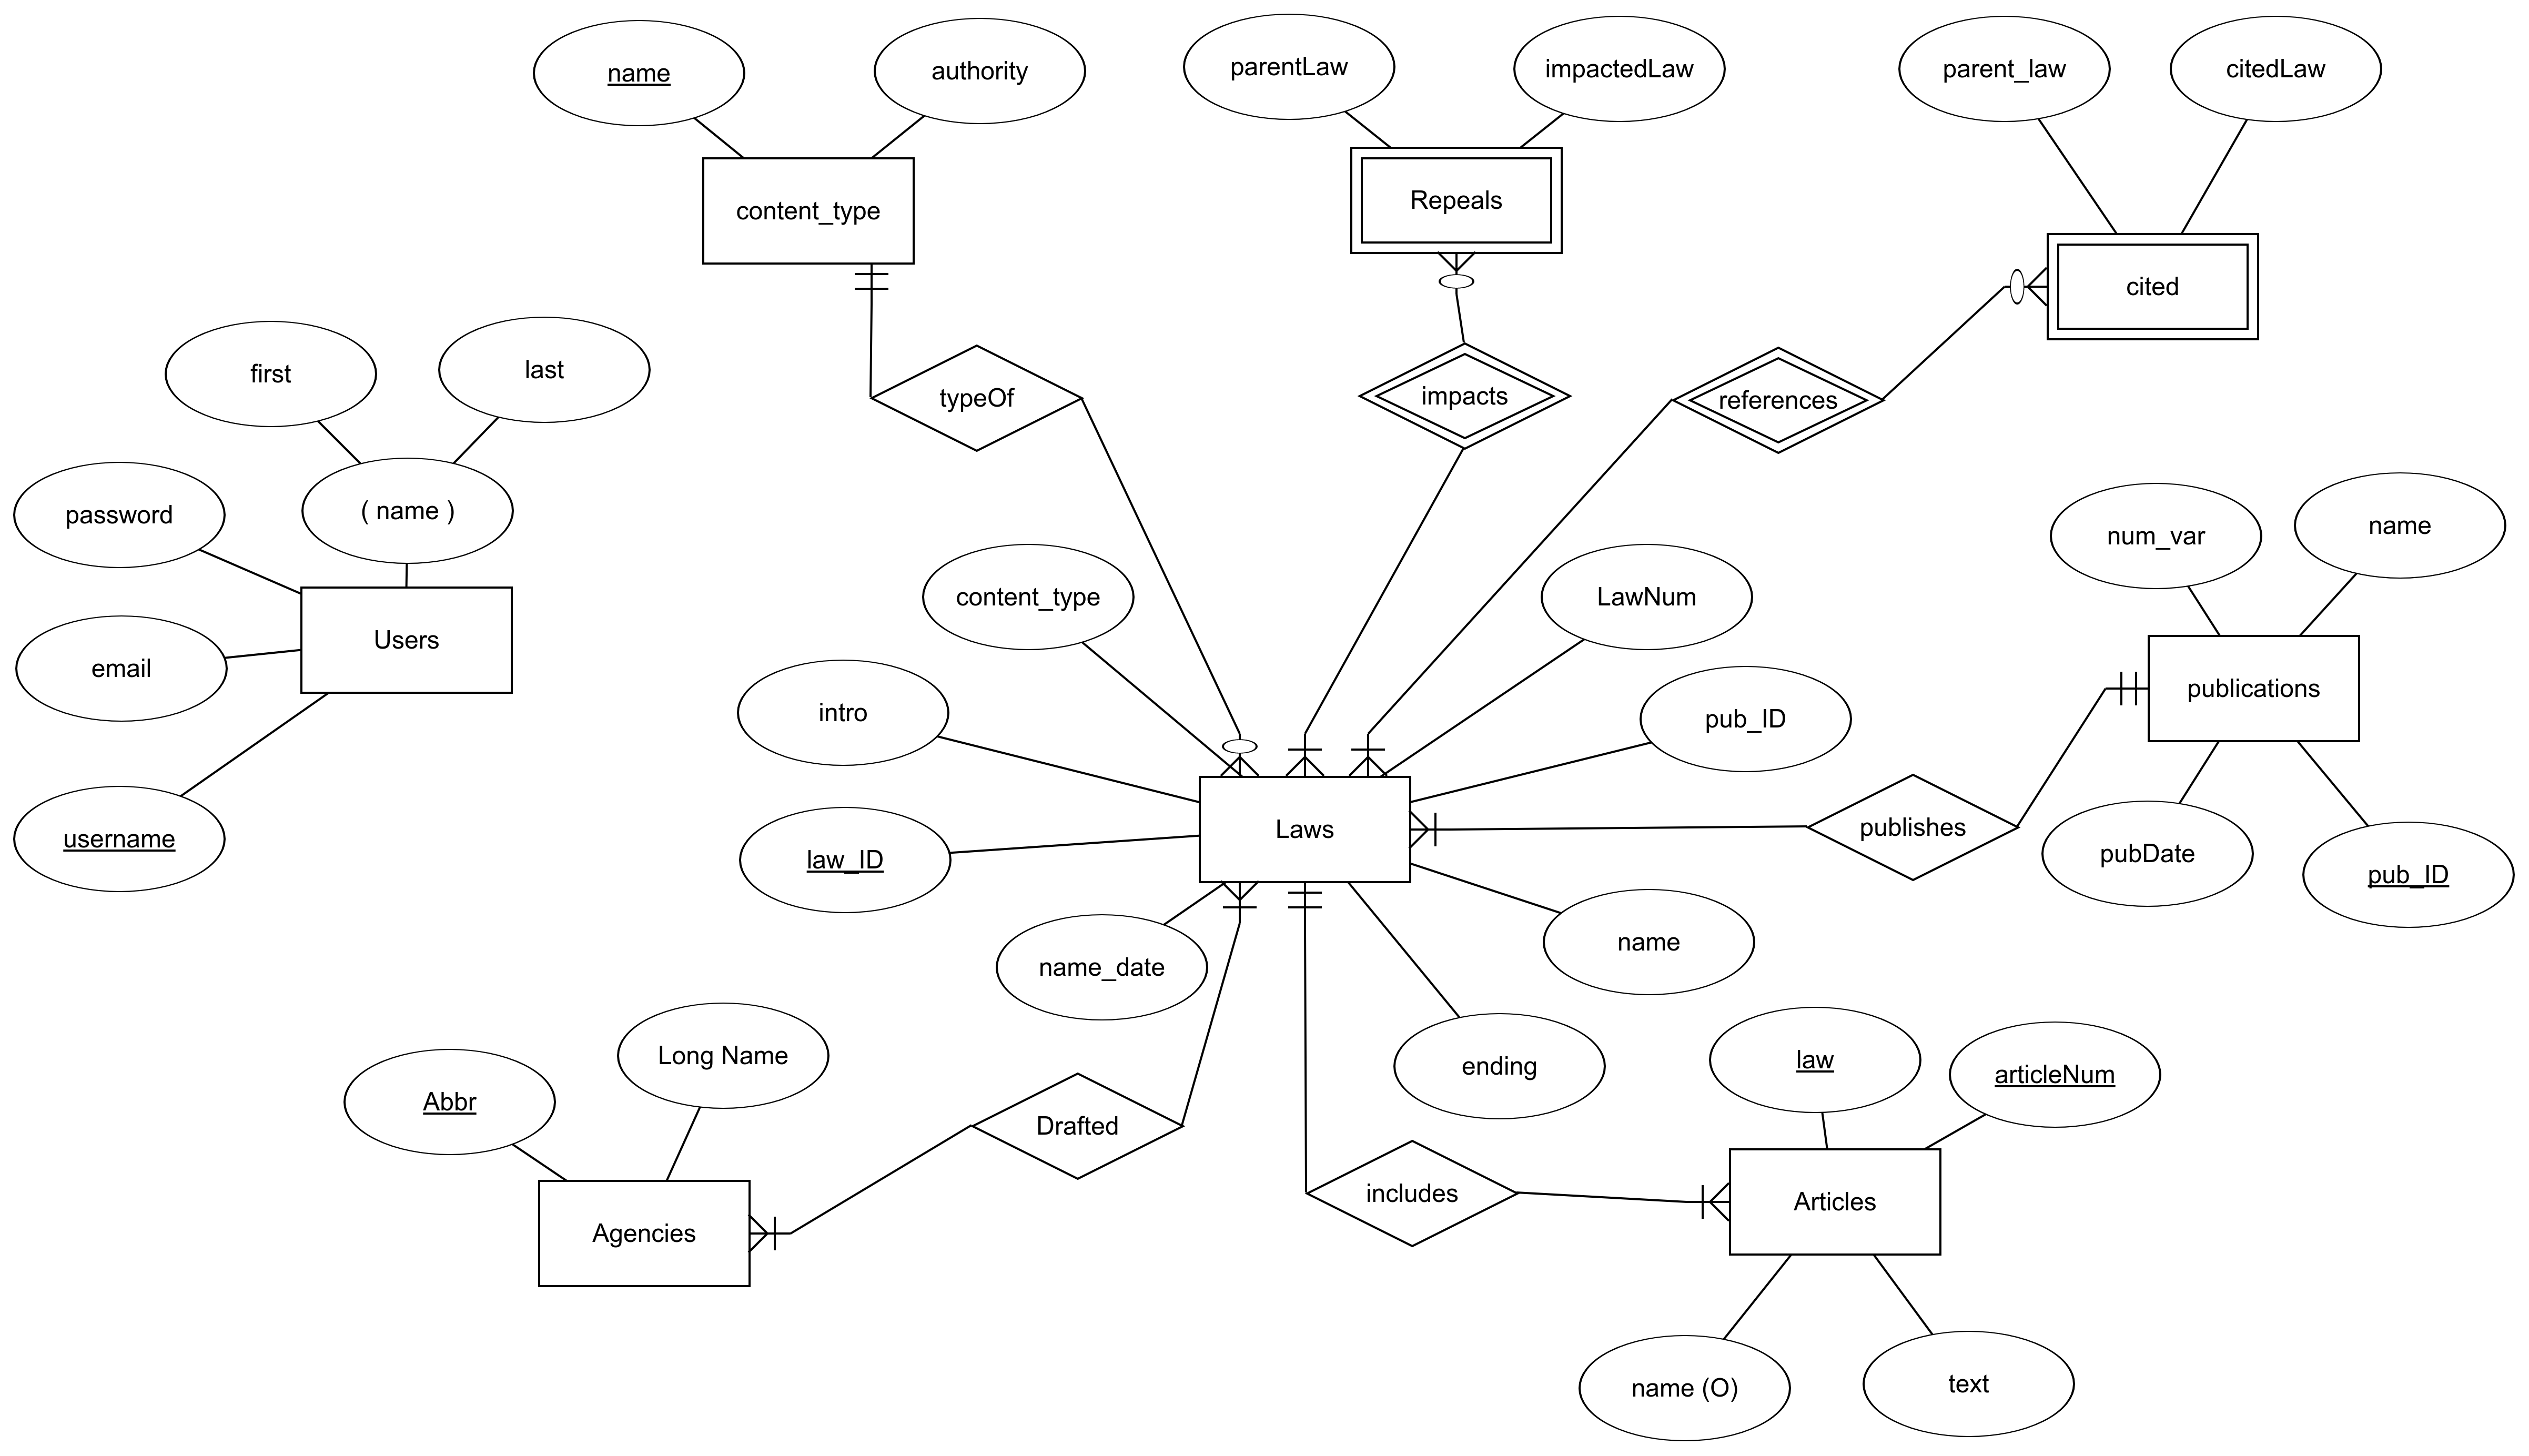 name
authority
parentLaw
impactedLaw
parent_law
citedLaw
content_type
Repeals
cited
first
last
typeOf
impacts
references
password
( name )
Users
email
username
content_type
LawNum
intro
pub_ID
law_ID
Laws
name_date
name
ending
num_var
name
publications
publishes
pubDate
pub_ID
Abbr
Long Name
Agencies
Drafted
includes
law
articleNum
Articles
name (O)
text